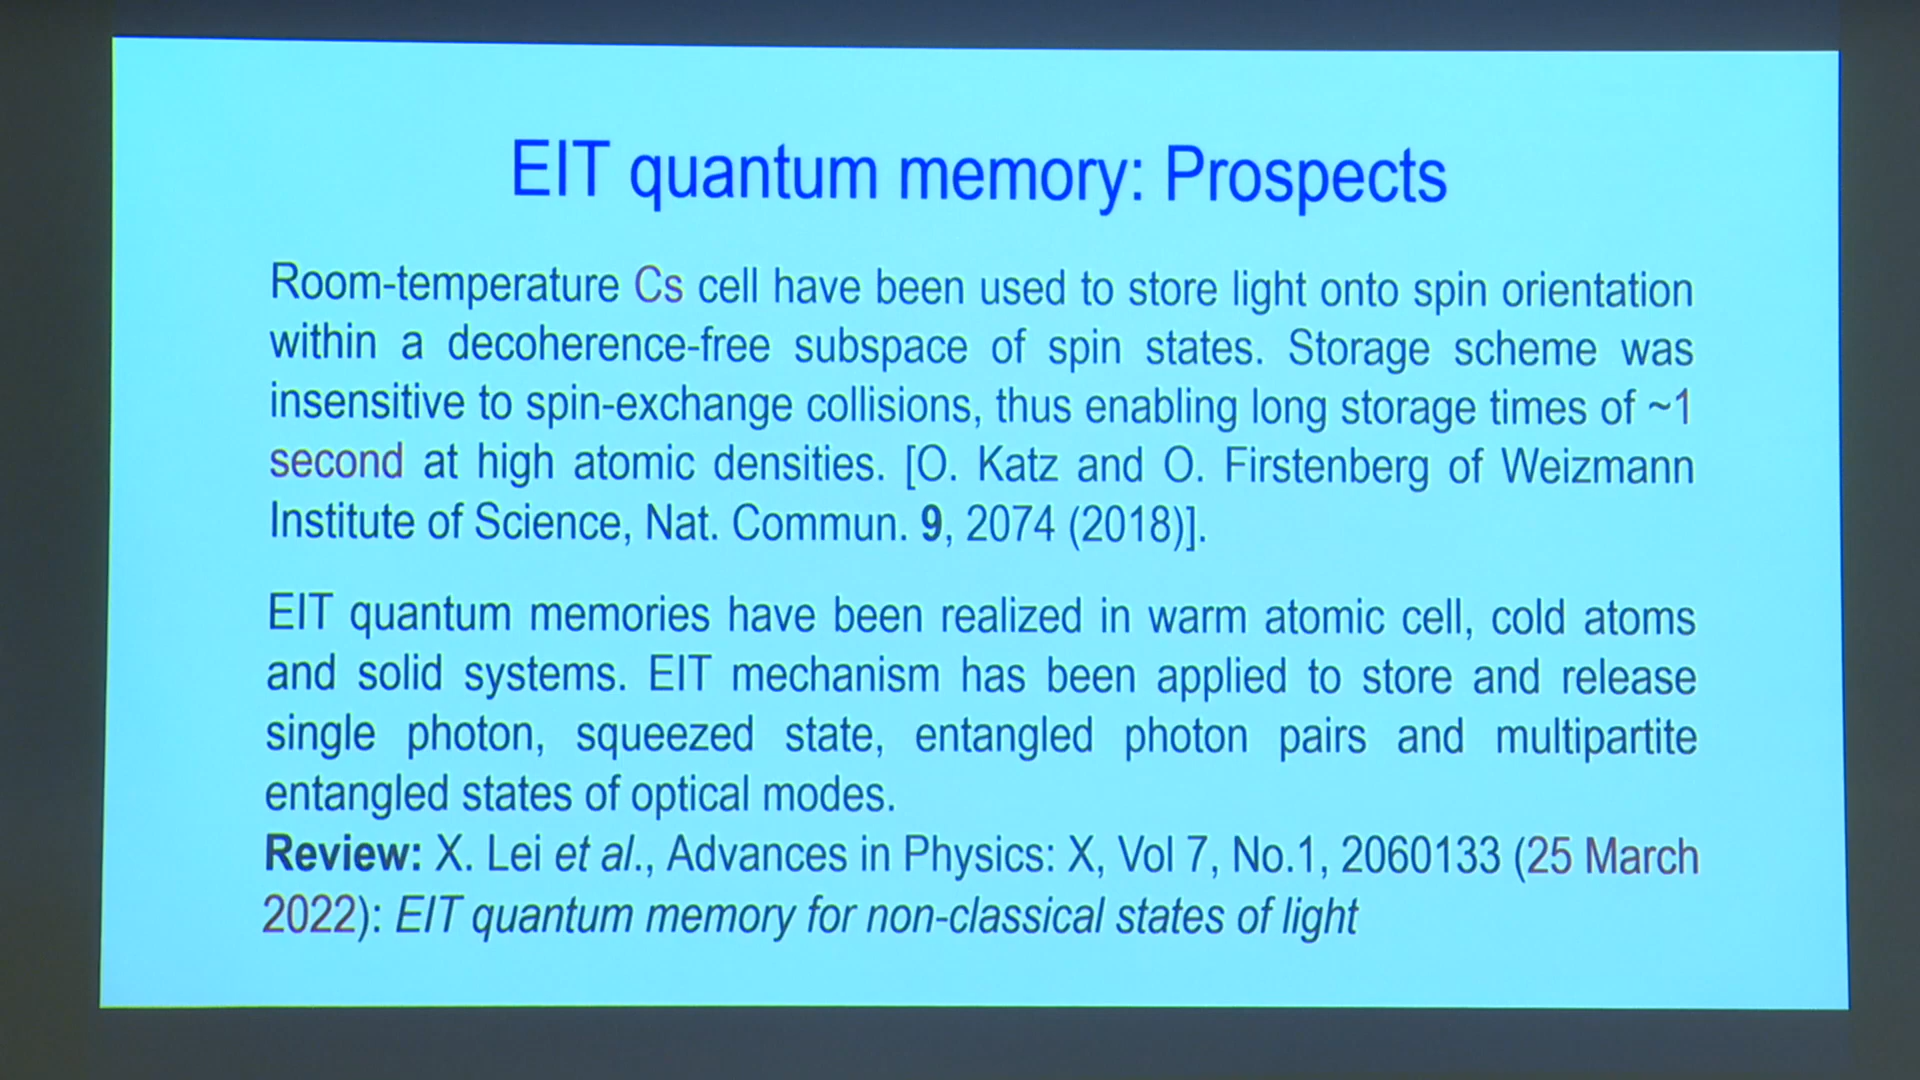 EIT quantum memory: Prospects
Room-temperature Cs cell have been used to store light onto spin orientation
within a decoherence-free subspace of spin states. Storage scheme was
insensitive to spin-exchange collisions, thus enabling long storage times of ~1
second at high atomic densities. [O. Katz and O. Firstenberg of Weizmann
Institute of Science, Nat. Commun. 9, 2074 (2018)].
EIT quantum memories have been realized in warm atomic cell, cold atoms
and solid systems. EIT mechanism has been applied to store and release
single photon, squeezed state, entangled photon pairs and multipartite
entangled states of optical modes.
Review: X. Lei et al., Advances in Physics: X, Vol 7, No.1, 2060133 (25 March
2022): EIT quantum memory for non-classical states of light